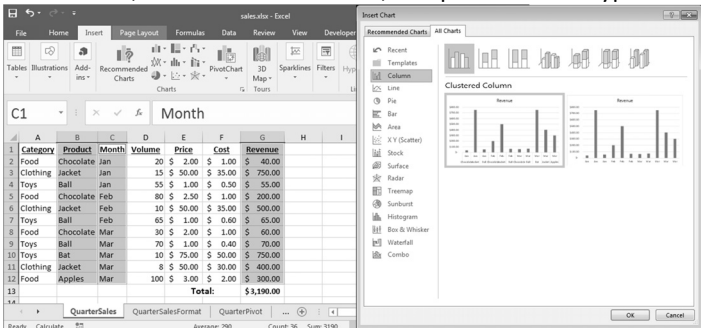 sales.xlsx - Excel
File Home Insert Page Layout Formulas Data Review View Developer
Tables Illustrations Add-ins Recommended Charts PivotChart 3D Map Sparklines Filters
Charts Tours
C1 fx Month
A B C D E F G H I
1 Category Product Month Volume Price Cost Revenue
2 Food Chocolate Jan 20 $ 2.00 $ 1.00 $ 40.00
3 Clothing Jacket Jan 15 $ 50.00 $ 35.00 $ 750.00
4 Toys Ball Jan 55 $ 1.00 $ 0.50 $ 55.00
5 Food Chocolate Feb 80 $ 2.50 $ 1.00 $ 200.00
6 Clothing Jacket Feb 10 $ 50.00 $ 35.00 $ 500.00
7 Toys Ball Feb 65 $ 1.00 $ 0.60 $ 65.00
8 Food Chocolate Mar 30 $ 2.00 $ 1.00 $ 60.00
9 Toys Ball Mar 70 $ 1.00 $ 0.40 $ 70.00
10 Toys Bat Mar 10 $ 75.00 $ 50.00 $ 750.00
11 Clothing Jacket Mar 8 $ 50.00 $ 30.00 $ 400.00
12 Food Apples Mar 100 $ 3.00 $ 2.00 $ 300.00
13 Total: $3,190.00
QuarterSales QuarterSalesFormat QuarterPivot ...
Ready Calculate Average: 290 Count: 36 Sum: 3190
Insert Chart
Recommended Charts All Charts
Recent
Templates
Column
Line
Pie
Bar
Area
X Y (Scatter)
Stock
Surface
Radar
Treemap
Sunburst
Histogram
Box & Whisker
Waterfall
Combo
Clustered Column
Revenue
Revenue
OK Cancel